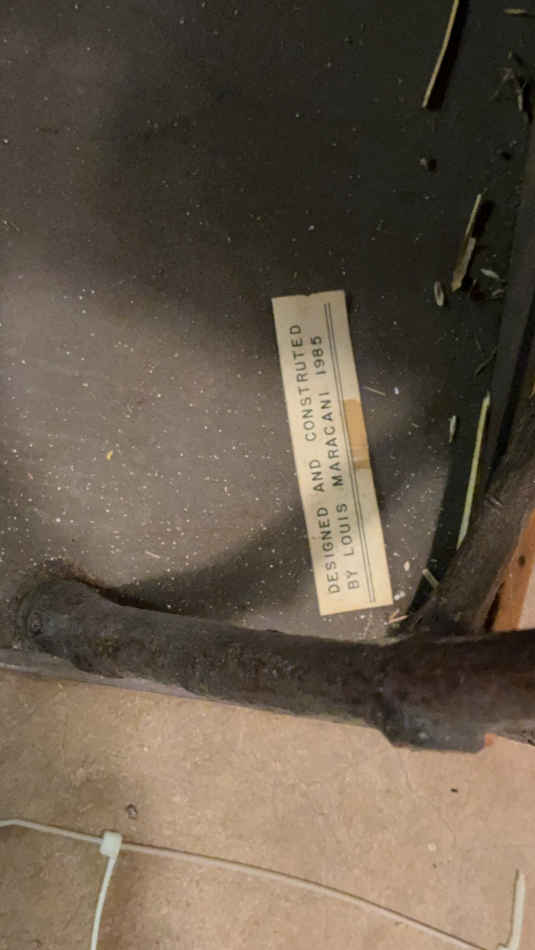 DESIGNED AND CONSTRUTED
BY LOUIS MARACANI 1985